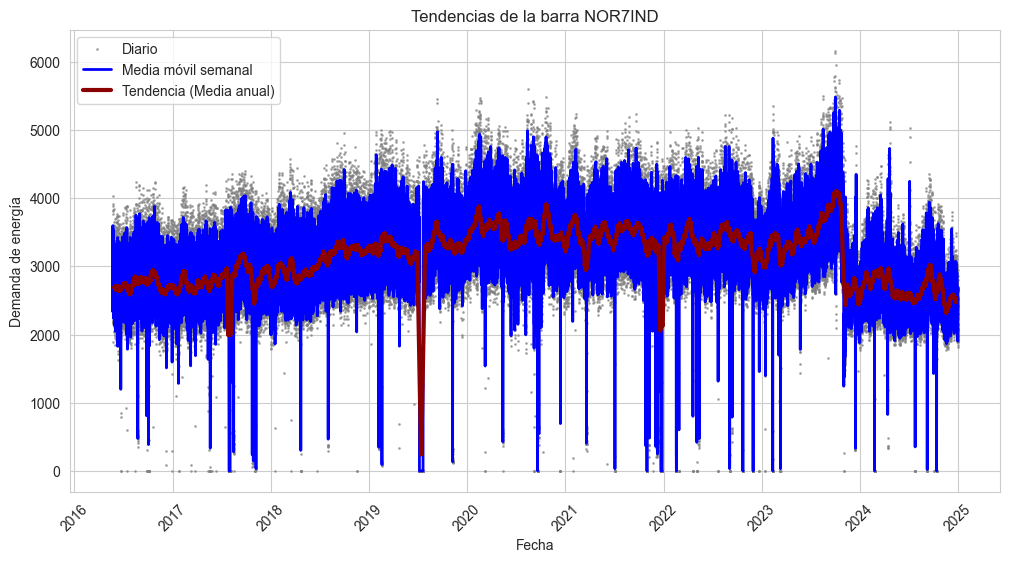 Tendencias de la barra NOR7IND
Diario
Media móvil semanal
Tendencia (Media anual)
Demanda de energía
6000
5000
4000
3000
2000
1000
0
2016
2017
2018
2019
2020
2021
2022
2023
2024
2025
Fecha